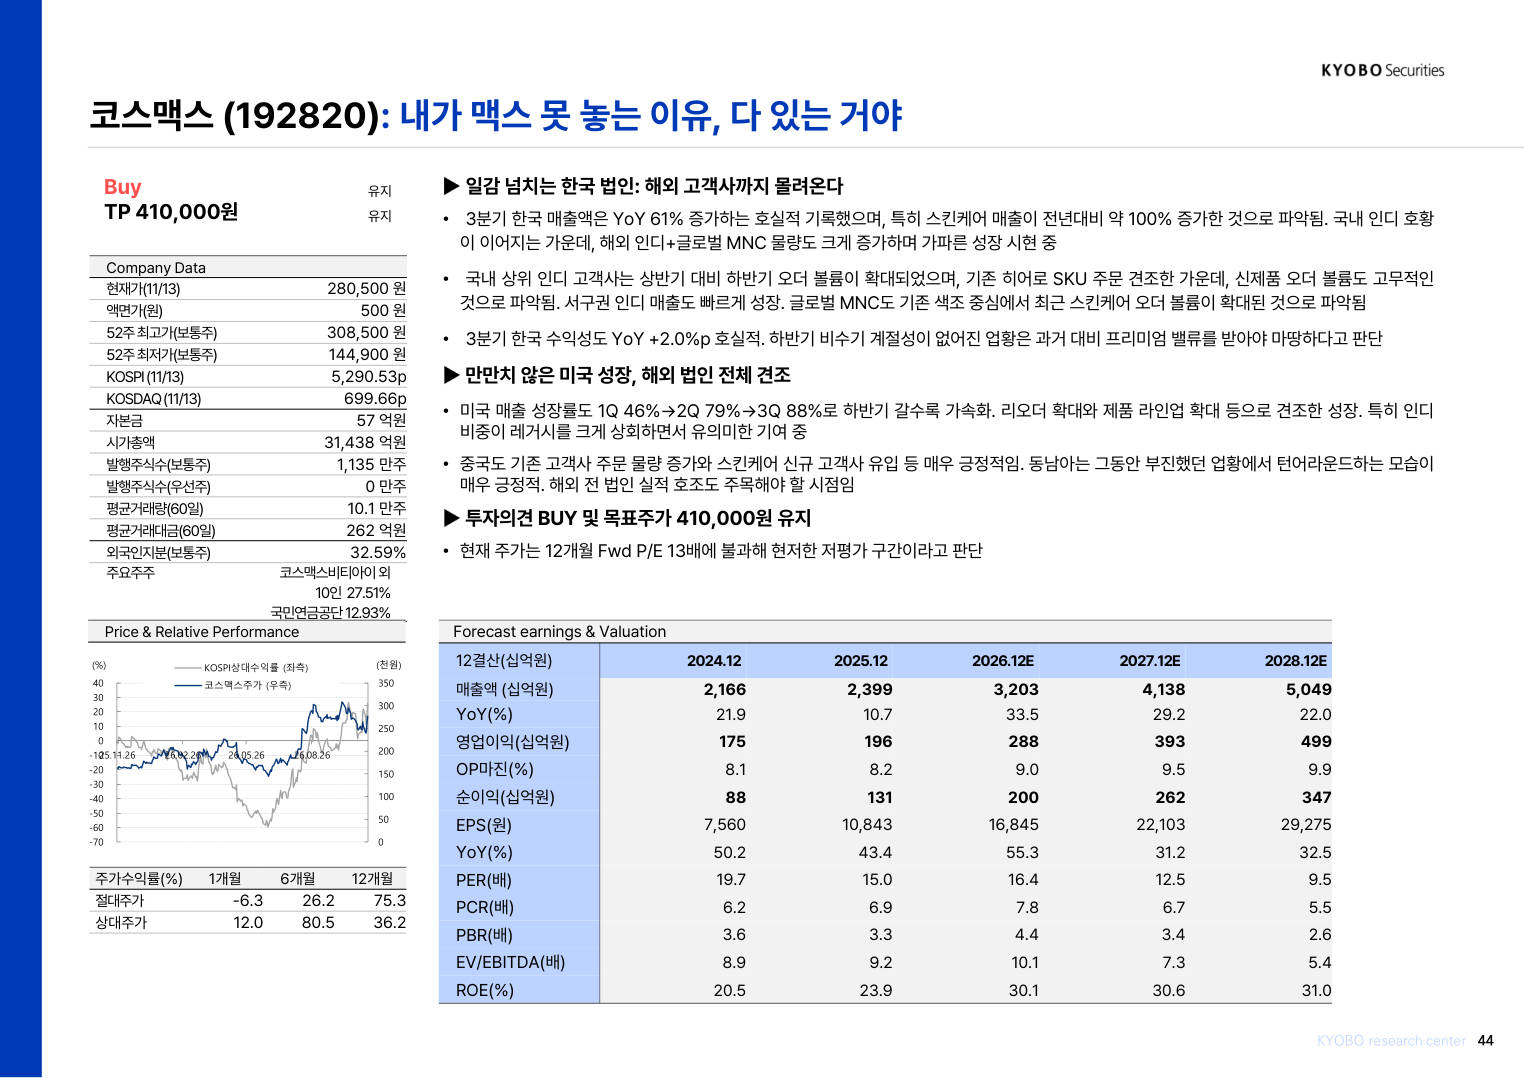 KYOBO Securities
코스맥스 (192820): 내가 맥스 못 놓는 이유, 다 있는 거야
Buy 유지
TP 410,000원 유지
Company Data
현재가(11/13) 280,500 원
액면가(원) 500 원
52주 최고가(보통주) 308,500 원
52주 최저가(보통주) 144,900 원
KOSPI (11/13) 5,290.53p
KOSDAQ (11/13) 699.66p
자본금 57 억원
시가총액 31,438 억원
발행주식수(보통주) 1,135 만주
발행주식수(우선주) 0 만주
평균거래량(60일) 10.1 만주
평균거래대금(60일) 262 억원
외국인지분(보통주) 32.59%
주요주주 코스맥스비티아이 외
10인 27.51%
국민연금공단 12.93%
Price & Relative Performance
(%) KOSPI상대수익률 (좌측) (천원)
코스맥스주가 (우측)
40 350
30 300
20
10 250
0
-10 25.11.26 26.02.26 26.05.26 26.08.26 200
-20
-30 150
-40 100
-50 50
-60
-70 0
주가수익률(%) 1개월 6개월 12개월
절대주가 -6.3 26.2 75.3
상대주가 12.0 80.5 36.2
▶ 일감 넘치는 한국 법인: 해외 고객사까지 몰려온다
• 3분기 한국 매출액은 YoY 61% 증가하는 호실적 기록했으며, 특히 스킨케어 매출이 전년대비 약 100% 증가한 것으로 파악됨. 국내 인디 호황
이 이어지는 가운데, 해외 인디+글로벌 MNC 물량도 크게 증가하며 가파른 성장 시현 중
• 국내 상위 인디 고객사는 상반기 대비 하반기 오더 볼륨이 확대되었으며, 기존 히어로 SKU 주문 견조한 가운데, 신제품 오더 볼륨도 고무적인
것으로 파악됨. 서구권 인디 매출도 빠르게 성장. 글로벌 MNC도 기존 색조 중심에서 최근 스킨케어 오더 볼륨이 확대된 것으로 파악됨
• 3분기 한국 수익성도 YoY +2.0%p 호실적. 하반기 비수기 계절성이 없어진 업황은 과거 대비 프리미엄 밸류를 받아야 마땅하다고 판단
▶ 만만치 않은 미국 성장, 해외 법인 전체 견조
• 미국 매출 성장률도 1Q 46%→2Q 79%→3Q 88%로 하반기 갈수록 가속화. 리오더 확대와 제품 라인업 확대 등으로 견조한 성장. 특히 인디
비중이 레거시를 크게 상회하면서 유의미한 기여 중
• 중국도 기존 고객사 주문 물량 증가와 스킨케어 신규 고객사 유입 등 매우 긍정적임. 동남아는 그동안 부진했던 업황에서 턴어라운드하는 모습이
매우 긍정적. 해외 전 법인 실적 호조도 주목해야 할 시점임
▶ 투자의견 BUY 및 목표주가 410,000원 유지
• 현재 주가는 12개월 Fwd P/E 13배에 불과해 현저한 저평가 구간이라고 판단
Forecast earnings & Valuation
12결산(십억원) 2024.12 2025.12 2026.12E 2027.12E 2028.12E
매출액 (십억원) 2,166 2,399 3,203 4,138 5,049
YoY(%) 21.9 10.7 33.5 29.2 22.0
영업이익(십억원) 175 196 288 393 499
OP마진(%) 8.1 8.2 9.0 9.5 9.9
순이익(십억원) 88 131 200 262 347
EPS(원) 7,560 10,843 16,845 22,103 29,275
YoY(%) 50.2 43.4 55.3 31.2 32.5
PER(배) 19.7 15.0 16.4 12.5 9.5
PCR(배) 6.2 6.9 7.8 6.7 5.5
PBR(배) 3.6 3.3 4.4 3.4 2.6
EV/EBITDA(배) 8.9 9.2 10.1 7.3 5.4
ROE(%) 20.5 23.9 30.1 30.6 31.0
KYOBO research center 44